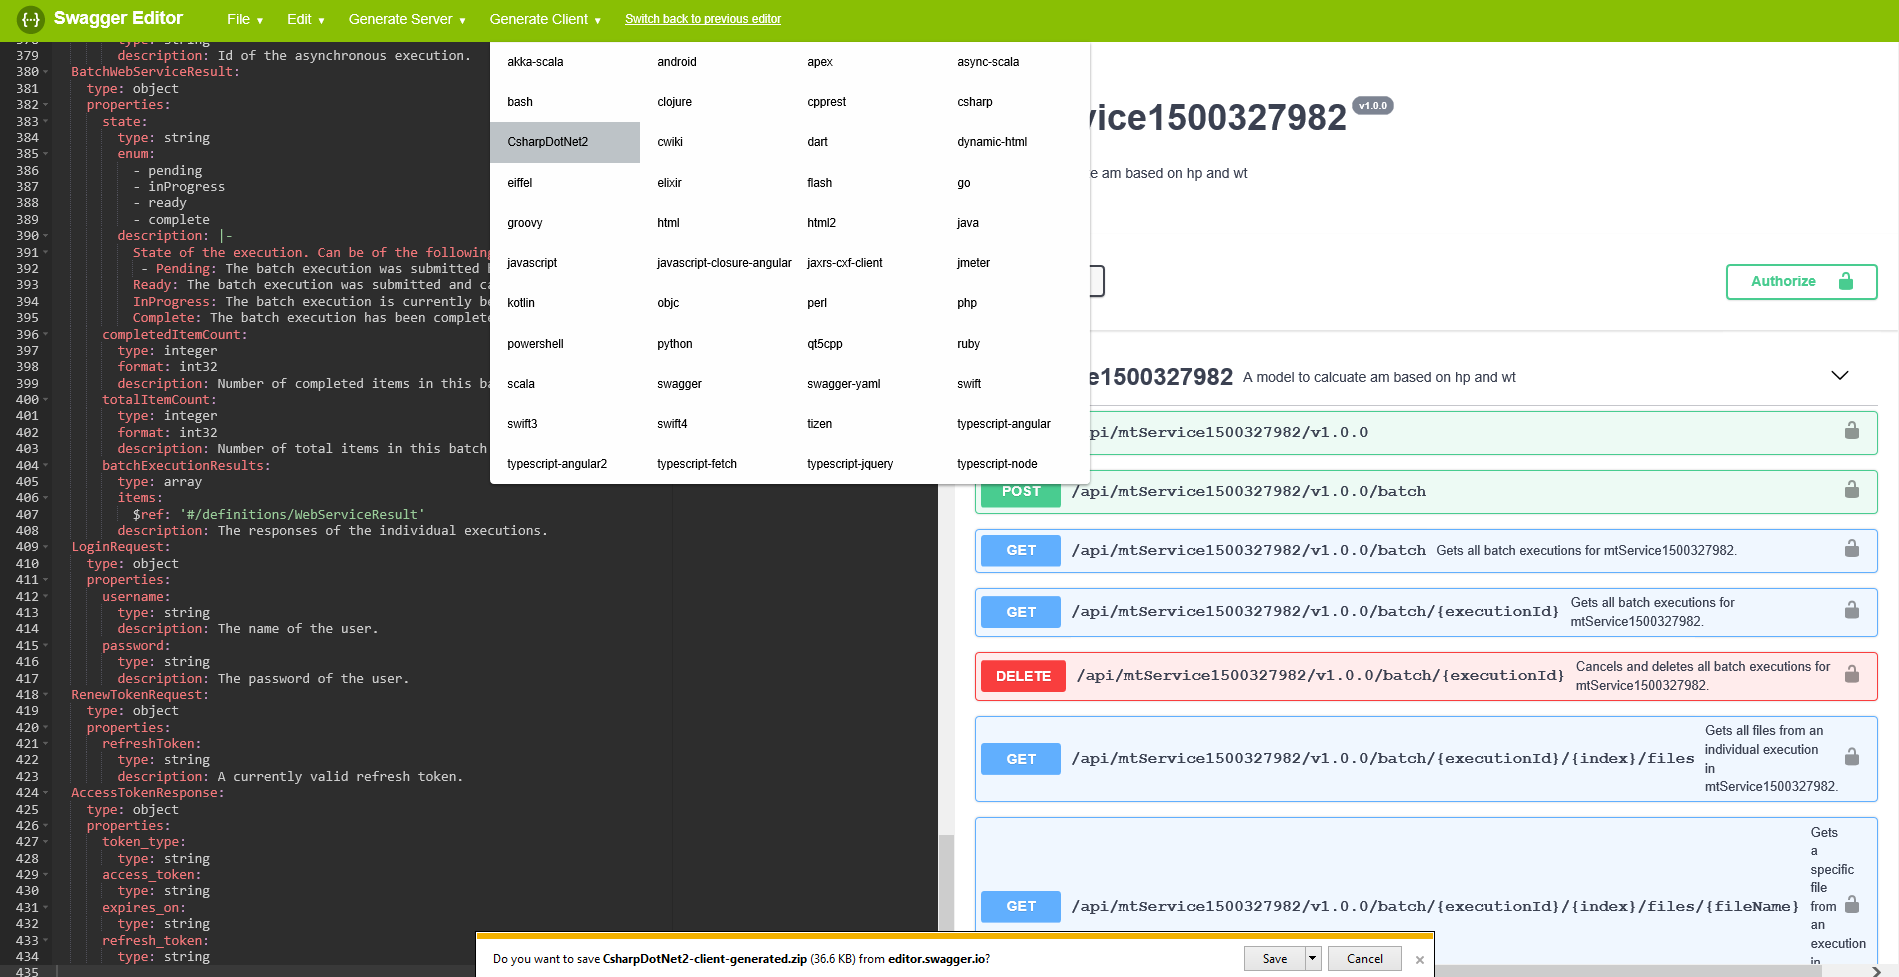 Swagger Editor
File
Edit
Generate Server
Generate Client
Switch back to previous editor
379 description: Id of the asynchronous execution.
380 BatchWebServiceResult:
381 type: object
382 properties:
383 state:
384 type: string
385 enum:
386 - pending
387 - inProgress
388 - ready
389 - complete
390 description: |-
391 State of the execution. Can be of the following
392 - Pending: The batch execution was submitted
393 Ready: The batch execution was submitted and ca
394 InProgress: The batch execution is currently be
395 Complete: The batch execution has been complete
396 completedItemCount:
397 type: integer
398 format: int32
399 description: Number of completed items in this ba
400 totalItemCount:
401 type: integer
402 format: int32
403 description: Number of total items in this batch
404 batchExecutionResults:
405 type: array
406 items:
407 $ref: '#/definitions/WebServiceResult'
408 description: The responses of the individual executions.
409 LoginRequest:
410 type: object
411 properties:
412 username:
413 type: string
414 description: The name of the user.
415 password:
416 type: string
417 description: The password of the user.
418 RenewTokenRequest:
419 type: object
420 properties:
421 refreshToken:
422 type: string
423 description: A currently valid refresh token.
424 AccessTokenResponse:
425 type: object
426 properties:
427 token_type:
428 type: string
429 access_token:
430 type: string
431 expires_on:
432 type: string
433 refresh_token:
434 type: string
435
akka-scala android apex async-scala
bash clojure cpprest csharp
CsharpDotNet2 cwiki dart dynamic-html
eiffel elixir flash go
groovy html html2 java
javascript javascript-closure-angular jaxrs-cxf-client jmeter
kotlin objc perl php
powershell python qt5cpp ruby
scala swagger swagger-yaml swift
swift3 swift4 tizen typescript-angular
typescript-angular2 typescript-fetch typescript-jquery typescript-node
vice1500327982 v1.0.0
e am based on hp and wt
Authorize
e1500327982 A model to calcuate am based on hp and wt
pi/mtService1500327982/v1.0.0
POST /api/mtService1500327982/v1.0.0/batch
GET /api/mtService1500327982/v1.0.0/batch Gets all batch executions for mtService1500327982.
GET /api/mtService1500327982/v1.0.0/batch/{executionId} Gets all batch executions for
mtService1500327982.
DELETE /api/mtService1500327982/v1.0.0/batch/{executionId} Cancels and deletes all batch executions for
mtService1500327982.
GET /api/mtService1500327982/v1.0.0/batch/{executionId}/{index}/files Gets all files from an
individual execution
in
mtService1500327982.
GET /api/mtService1500327982/v1.0.0/batch/{executionId}/{index}/files/{fileName} Gets
a
specific
file
from
an
execution
in
Do you want to save CsharpDotNet2-client-generated.zip (36.6 KB) from editor.swagger.io?
Save
Cancel